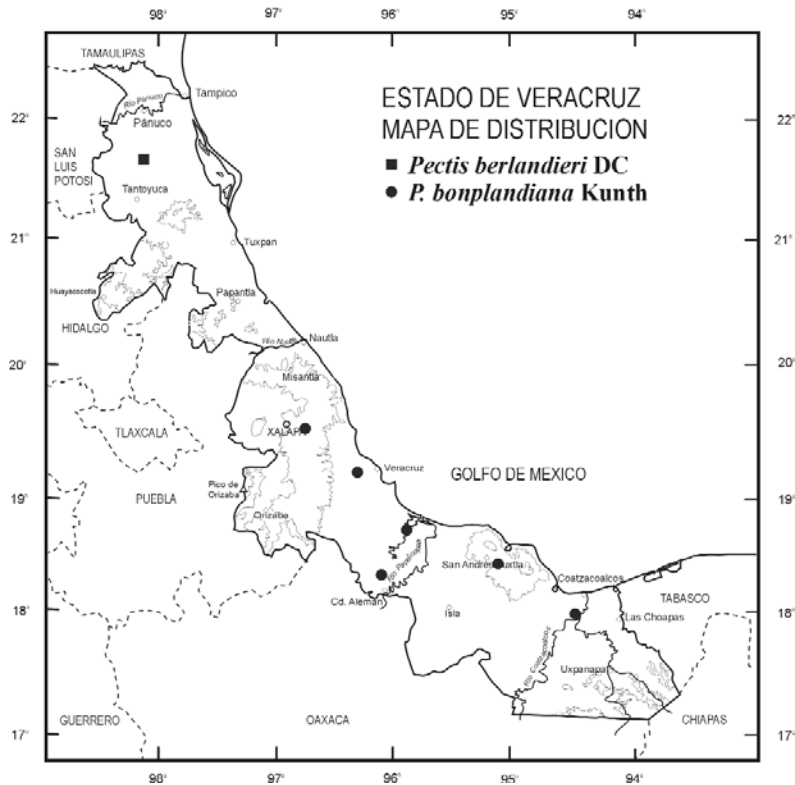 98° 97° 96° 95° 94°
TAMAULIPAS
Río Pánuco
Tampico
22° 22°
Pánuco
ESTADO DE VERACRUZ
MAPA DE DISTRIBUCION
Pectis berlandieri DC
P. bonplandiana Kunth
SAN
LUIS
POTOSI
Tantoyuca
21° 21°
Tuxpan
Huayacocotla
Papantla
HIDALGO
Río Nautla
Nautla
20° 20°
Misantla
XALAPA
TLAXCALA
Veracruz
GOLFO DE MEXICO
PUEBLA
Pico de
Orizaba
19° 19°
Orizaba
Río Papaloapan
San Andrés Tuxtla
Coatzacoalcos
Cd. Alemán
TABASCO
18° 18°
Isla
Las Choapas
Río Coatzacoalcos
Uxpanapa
GUERRERO
OAXACA
CHIAPAS
17° 17°
98° 97° 96° 95° 94°